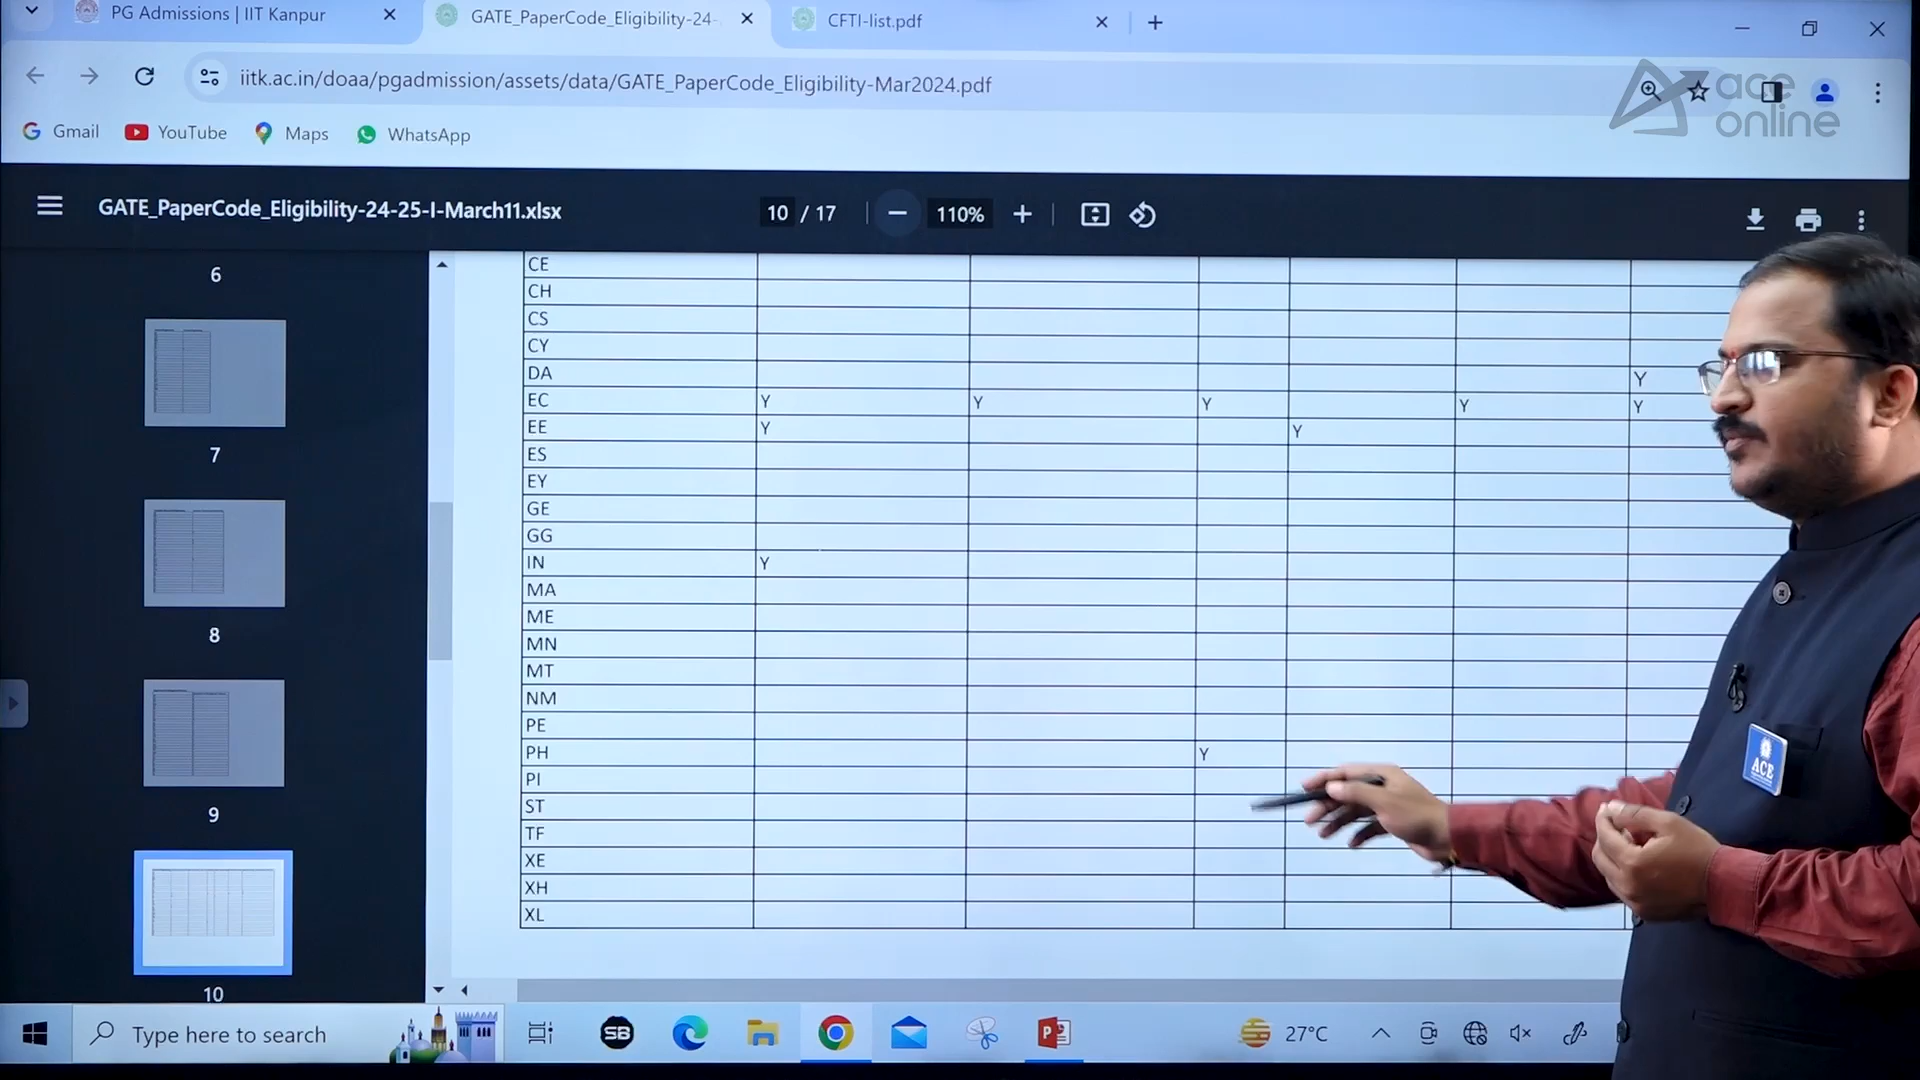 PG Admissions | IIT Kanpur
GATE_PaperCode_Eligibility-24-
CFTI-list.pdf
iitk.ac.in/doaa/pgadmission/assets/data/GATE_PaperCode_Eligibility-Mar2024.pdf
ace online
Gmail YouTube Maps WhatsApp
GATE_PaperCode_Eligibility-24-25-I-March11.xlsx
10 / 17
110%
6
7
8
9
10
CE
CH
CS
CY
DA Y
EC Y Y Y Y Y
EE Y Y
ES
EY
GE
GG
IN Y
MA
ME
MN
MT
NM
PE
PH Y
PI
ST
TF
XE
XH
XL
ACE
Type here to search
SB
27°C